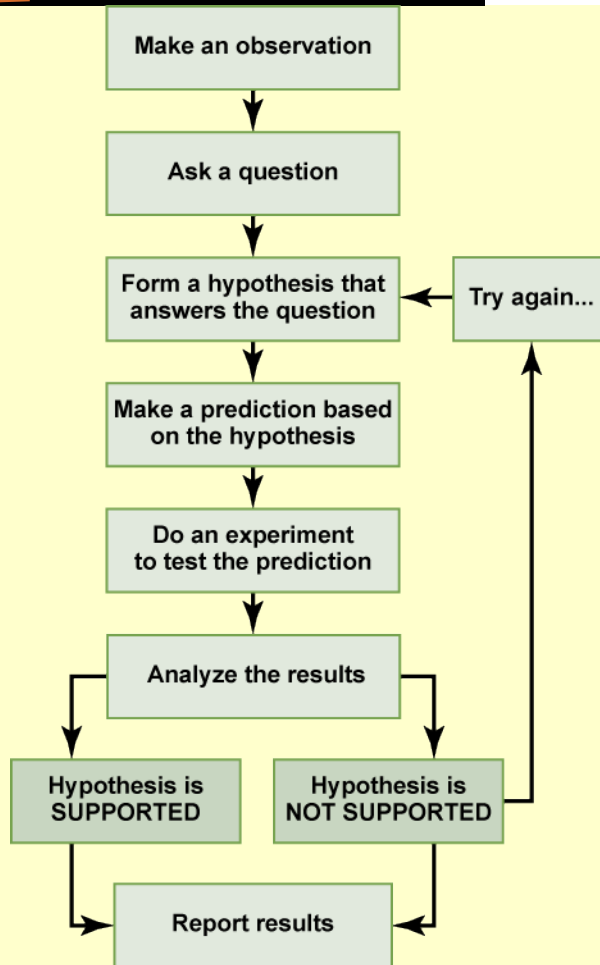 Make an observation
Ask a question
Form a hypothesis that
answers the question
Try again...
Make a prediction based
on the hypothesis
Do an experiment
to test the prediction
Analyze the results
Hypothesis is
SUPPORTED
Hypothesis is
NOT SUPPORTED
Report results